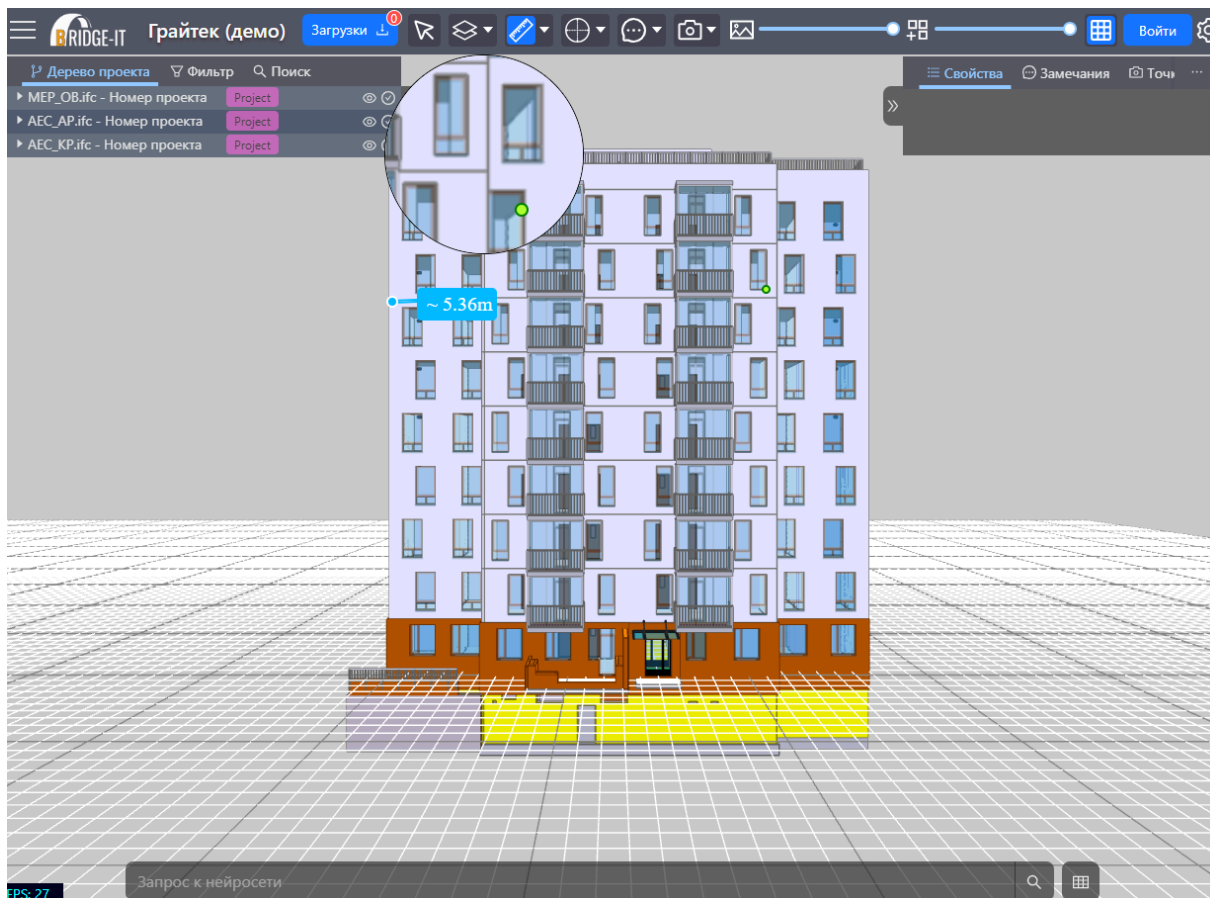 BRIDGE-IT Грайтек (демо) Загрузки 0 Войти
Дерево проекта Фильтр Поиск
MEP_OB.ifc - Номер проекта Project
AEC_AP.ifc - Номер проекта Project
AEC_KP.ifc - Номер проекта Project
Свойства Замечания Точк ...
~ 5.36m
Запрос к нейросети
FPS: 27